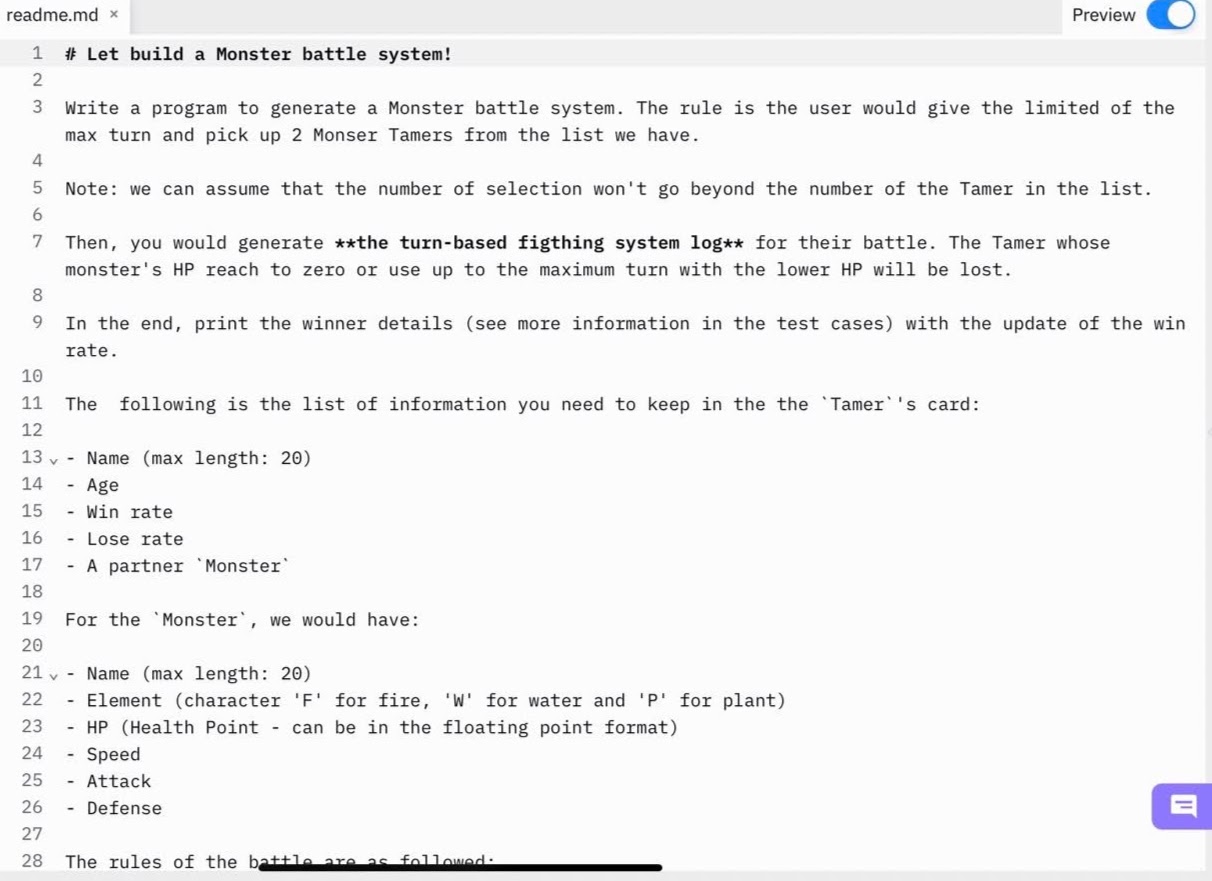 readme.md ×
Preview
1 # Let build a Monster battle system!
2
3 Write a program to generate a Monster battle system. The rule is the user would give the limited of the
max turn and pick up 2 Monser Tamers from the list we have.
4
5 Note: we can assume that the number of selection won't go beyond the number of the Tamer in the list.
6
7 Then, you would generate **the turn-based figthing system log** for their battle. The Tamer whose
monster's HP reach to zero or use up to the maximum turn with the lower HP will be lost.
8
9 In the end, print the winner details (see more information in the test cases) with the update of the win
rate.
10
11 The  following is the list of information you need to keep in the the `Tamer`'s card:
12
13 - Name (max length: 20)
14 - Age
15 - Win rate
16 - Lose rate
17 - A partner `Monster`
18
19 For the `Monster`, we would have:
20
21 - Name (max length: 20)
22 - Element (character 'F' for fire, 'W' for water and 'P' for plant)
23 - HP (Health Point - can be in the floating point format)
24 - Speed
25 - Attack
26 - Defense
27
28 The rules of the battle are as followed: